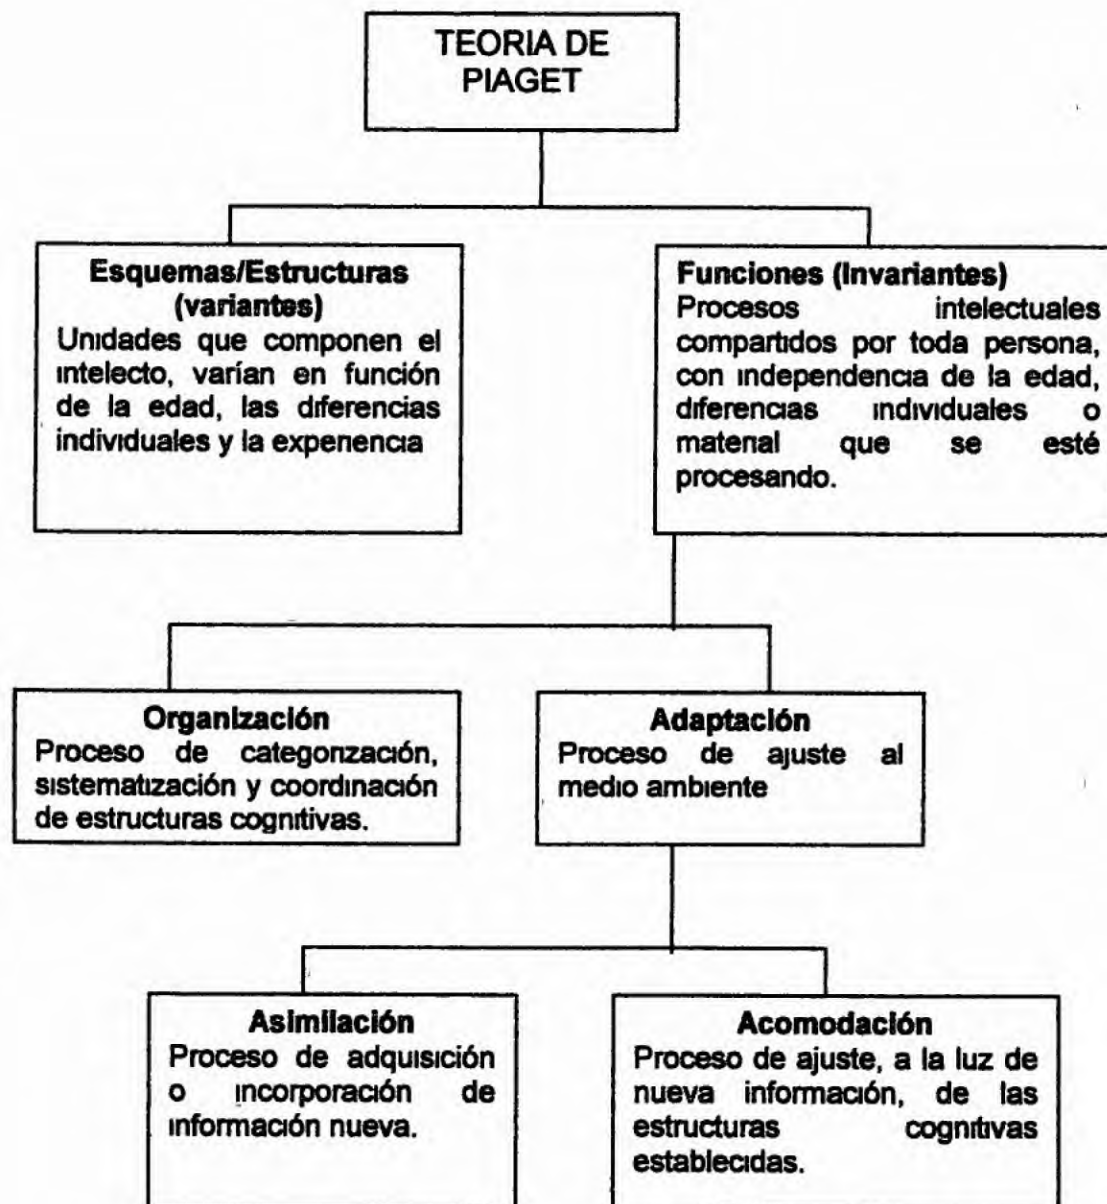 TEORIA DE
PIAGET
Esquemas/Estructuras
(variantes)
Unidades que componen el
intelecto, varían en función
de la edad, las diferencias
individuales y la experiencia
Funciones (Invariantes)
Procesos intelectuales
compartidos por toda persona,
con independencia de la edad,
diferencias individuales o
material que se esté
procesando.
Organización
Proceso de categorización,
sistematización y coordinación
de estructuras cognitivas.
Adaptación
Proceso de ajuste al
medio ambiente
Asimilación
Proceso de adquisición
o incorporación de
información nueva.
Acomodación
Proceso de ajuste, a la luz de
nueva información, de las
estructuras cognitivas
establecidas.